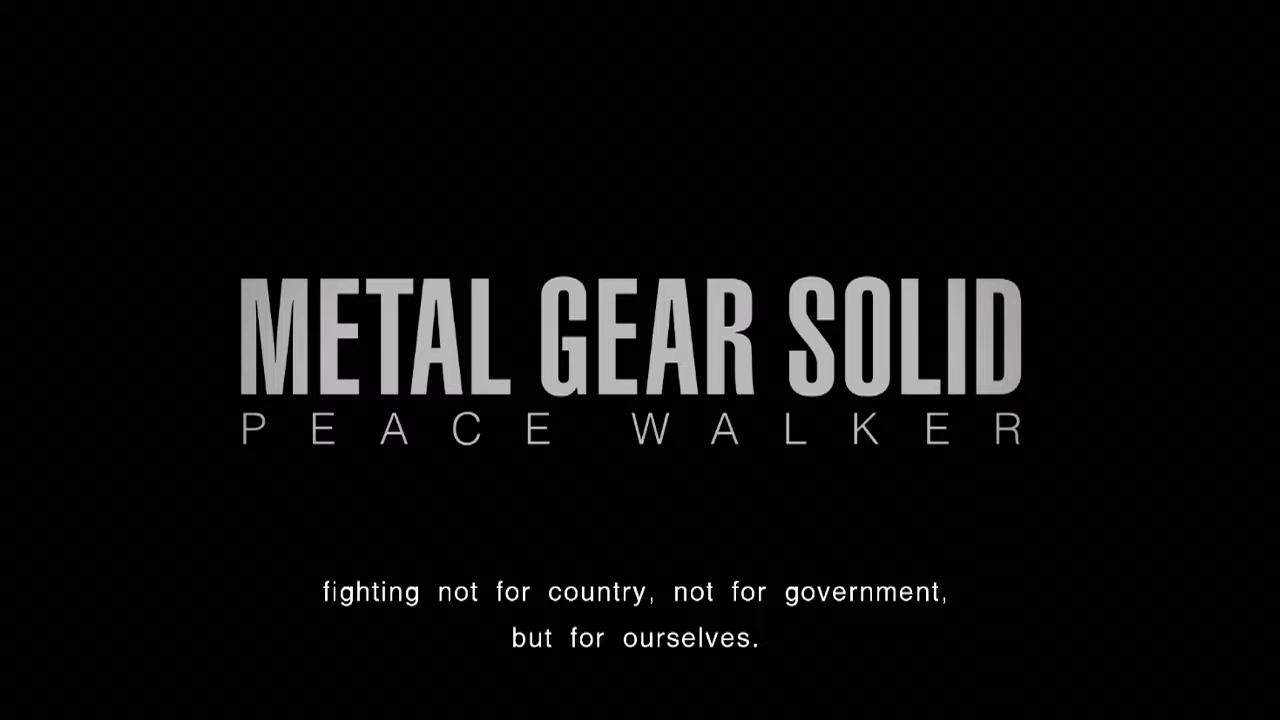 METAL GEAR SOLID
PEACE WALKER
fighting not for country, not for government,
but for ourselves.